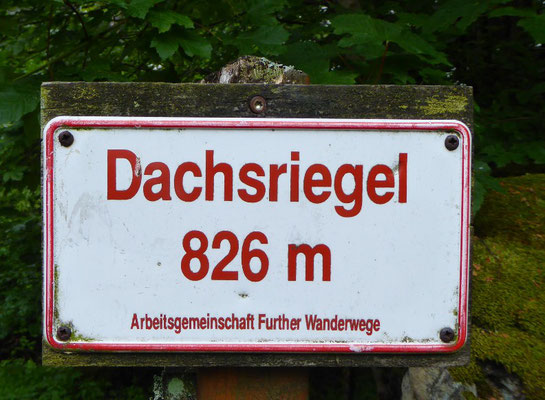 Dachsriegel
826 m
Arbeitsgemeinschaft Further Wanderwege